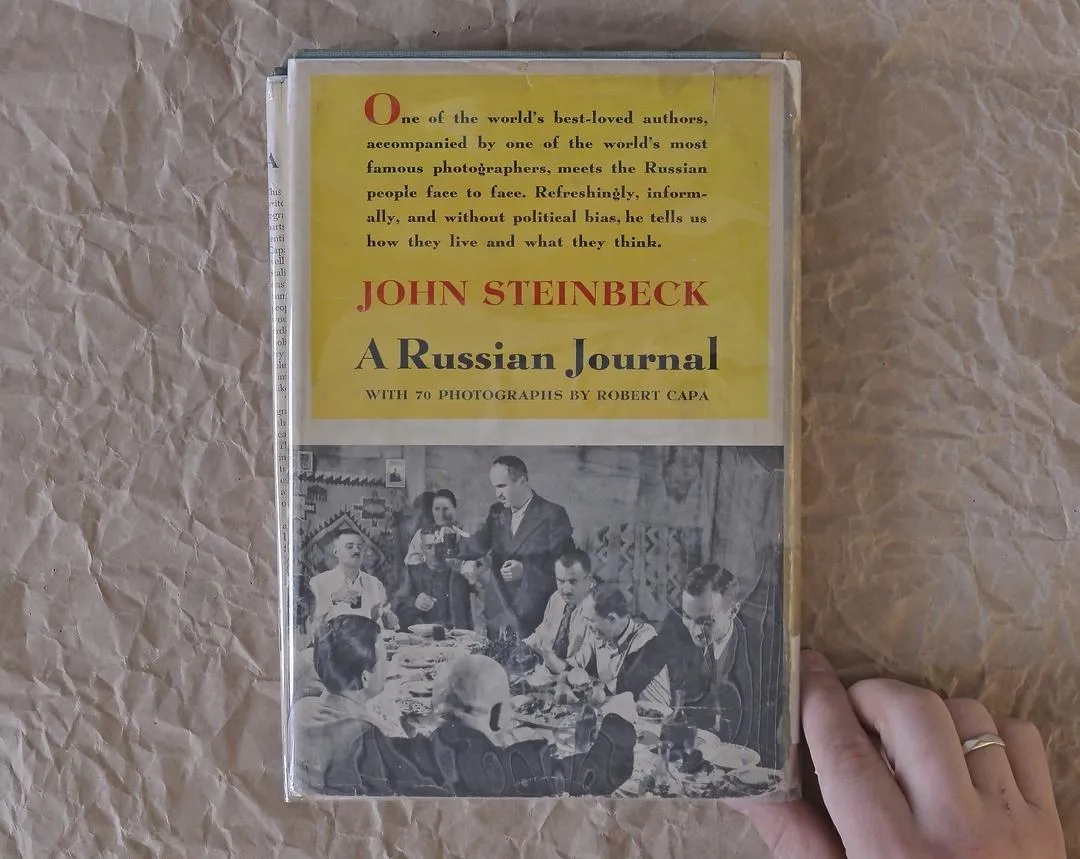 One of the world's best-loved authors,
accompanied by one of the world's most
famous photographers, meets the Russian
people face to face. Refreshingly, inform-
ally, and without political bias, he tells us
how they live and what they think.
JOHN STEINBECK
A Russian Journal
WITH 70 PHOTOGRAPHS BY ROBERT CAPA